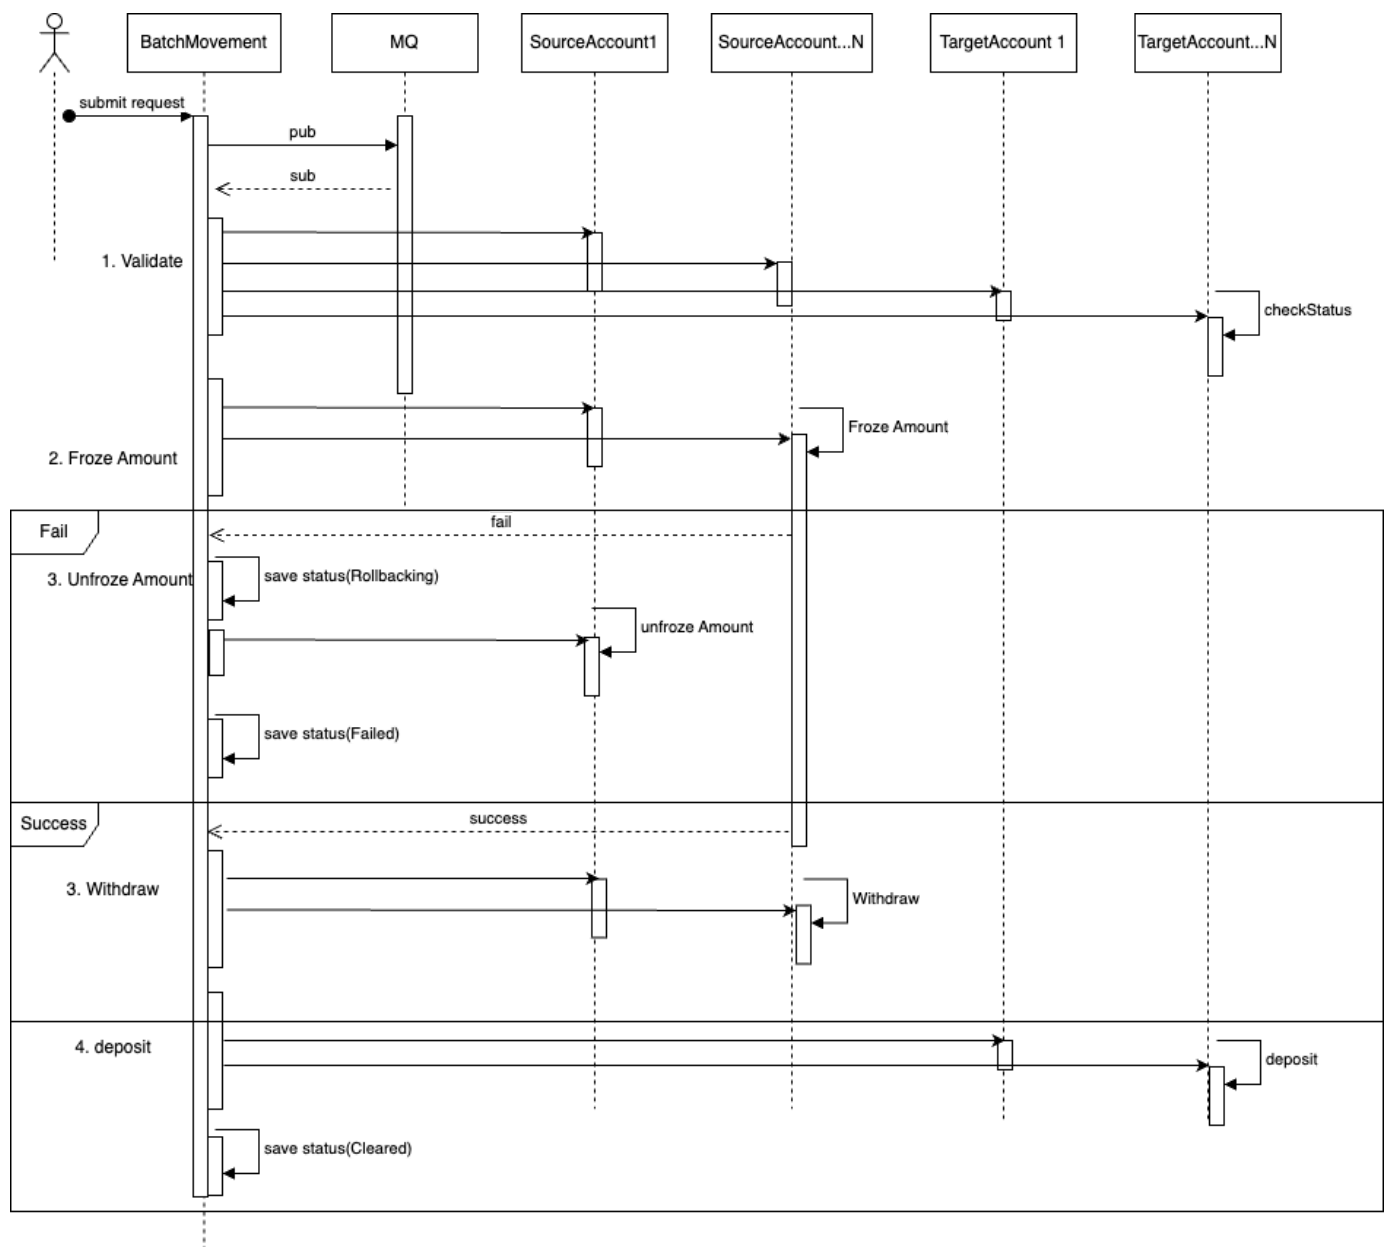 BatchMovement
MQ
SourceAccount1
SourceAccount...N
TargetAccount 1
TargetAccount...N
submit request
pub
sub
1. Validate
checkStatus
Froze Amount
2. Froze Amount
fail
Fail
3. Unfroze Amount
save status(Rollbacking)
unfroze Amount
save status(Failed)
success
Success
3. Withdraw
Withdraw
4. deposit
deposit
save status(Cleared)